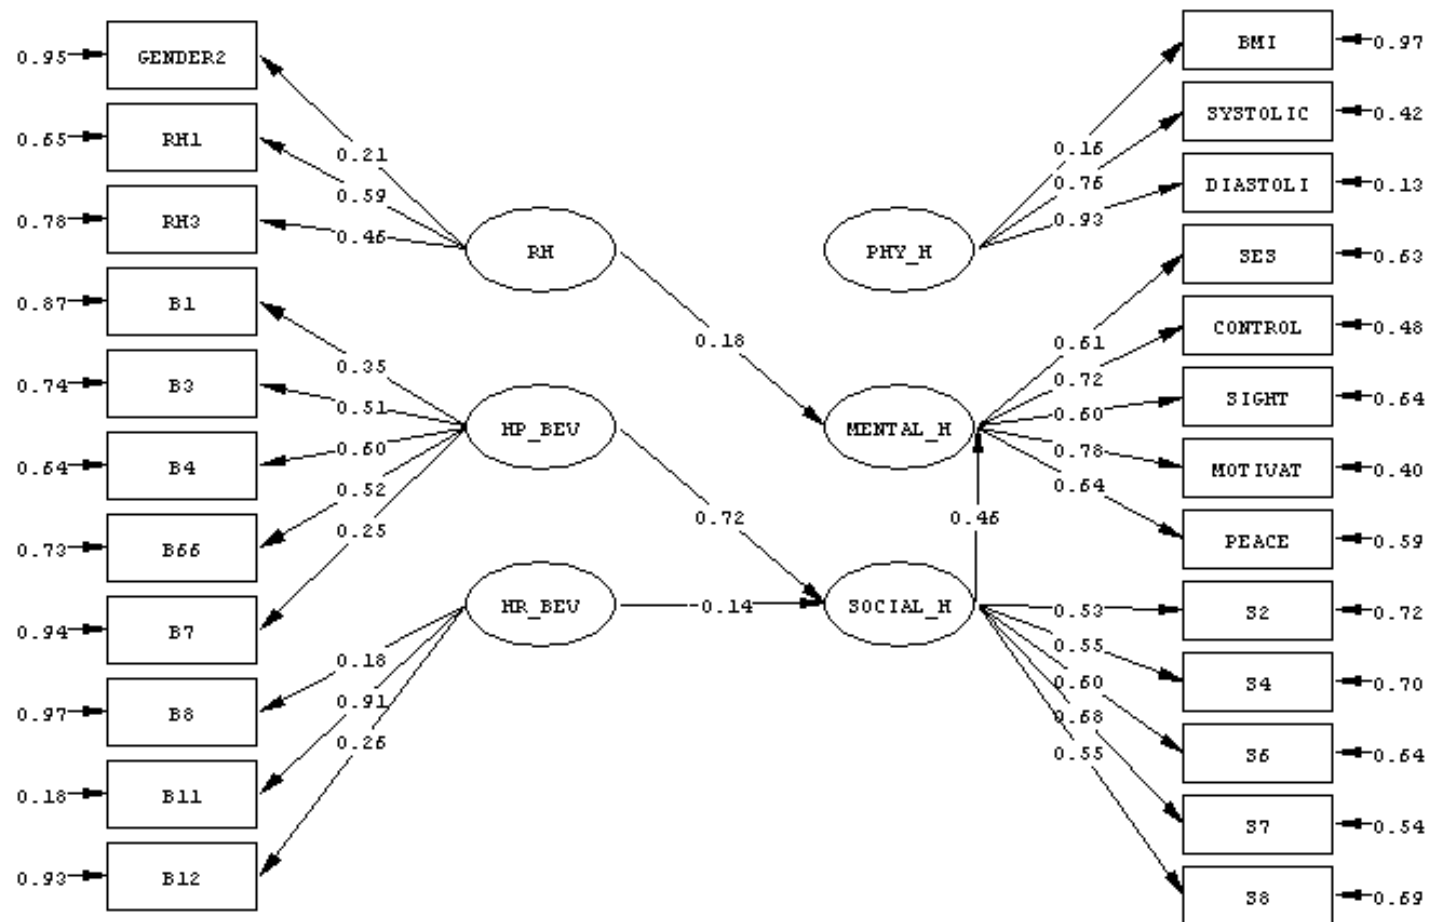 0.95 GENDER2
0.65 RH1
0.78 RH3
0.87 B1
0.74 B3
0.64 B4
0.73 B66
0.94 B7
0.97 B8
0.18 B11
0.93 B12
0.21
0.59
0.46
0.35
0.51
0.60
0.52
0.25
0.18
0.91
0.26
RH
HP_BEV
HR_BEV
0.18
0.72
-0.14
PHY_H
MENTAL_H
SOCIAL_H
0.46
0.16
0.76
0.93
0.61
0.72
0.60
0.78
0.64
0.53
0.55
0.60
0.68
0.55
BMI 0.97
SYSTOLIC 0.42
DIASTOLI 0.13
SES 0.63
CONTROL 0.48
SIGHT 0.64
MOTIVAT 0.40
PEACE 0.59
S2 0.72
S4 0.70
S6 0.64
S7 0.54
S8 0.69